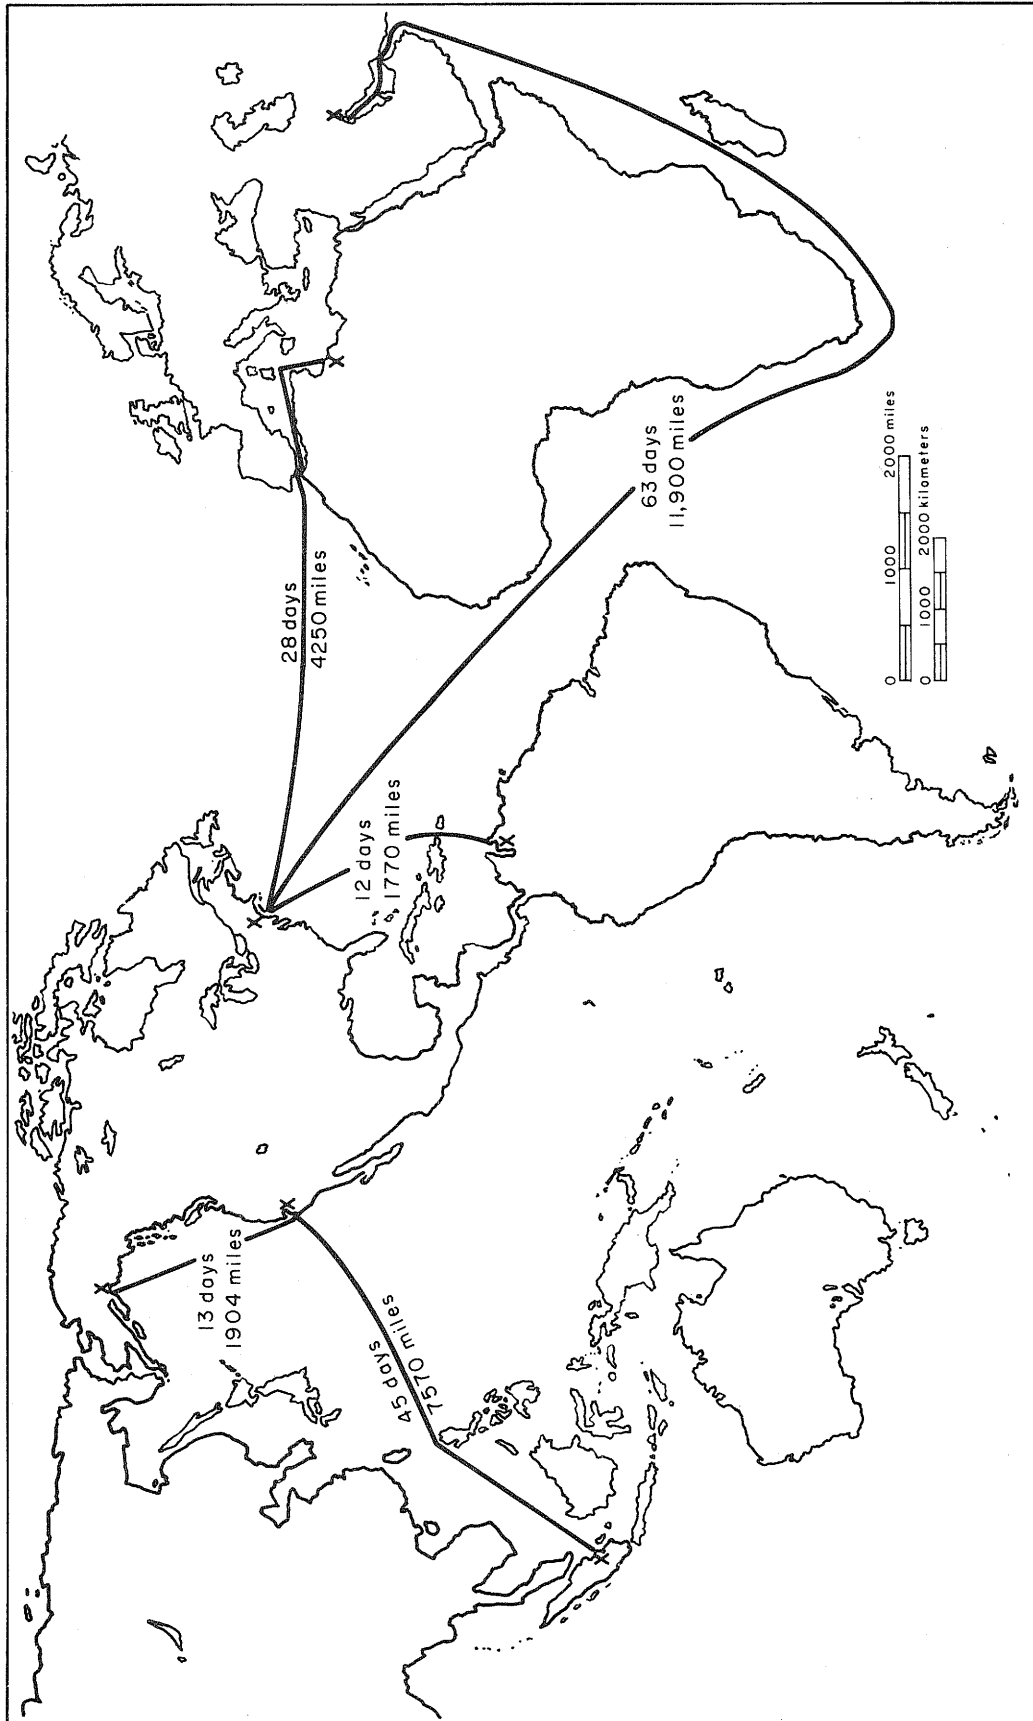 13 days
1904 miles
45 days
7570 miles
12 days
1770 miles
28 days
4250 miles
63 days
11,900 miles
0 1000 2000 miles
0 1000 2000 kilometers